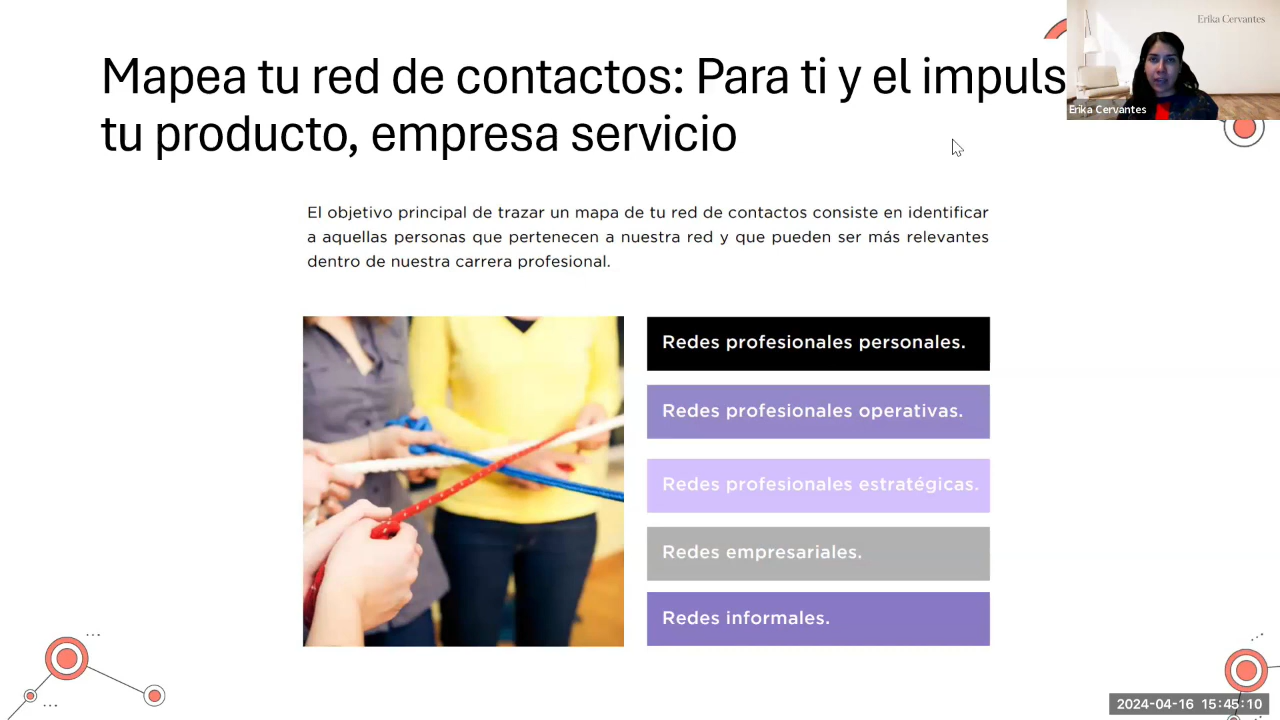 Mapea tu red de contactos: Para ti y el impuls
tu producto, empresa servicio
Erika Cervantes
Erika Cervantes
El objetivo principal de trazar un mapa de tu red de contactos consiste en identificar
a aquellas personas que pertenecen a nuestra red y que pueden ser más relevantes
dentro de nuestra carrera profesional.
Redes profesionales personales.
Redes profesionales operativas.
Redes profesionales estratégicas.
Redes empresariales.
Redes informales.
2024-04-16 15:45:10